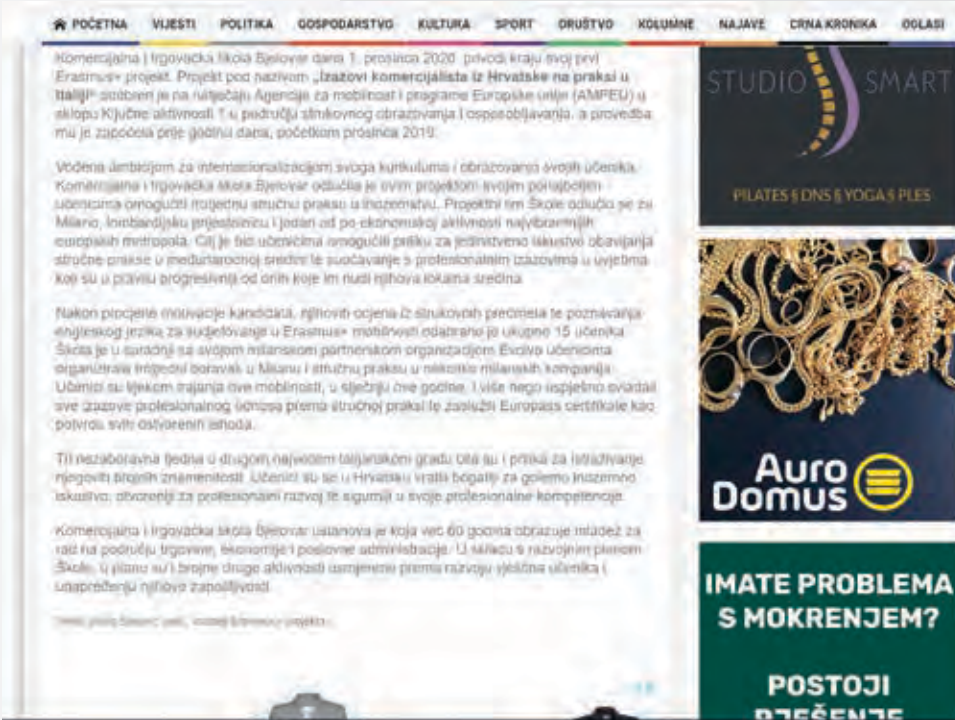 POČETNA VIJESTI POLITIKA GOSPODARSTVO KULTURA SPORT DRUŠTVO KOLUMNE NAJAVE CRNA KRONIKA OGLASI
Komercijalna i trgovačka škola Bjelovar dana 1. prosinca 2020. privodi kraju svoj prvi
Erasmus+ projekt. Projekt pod nazivom „Izazovi komercijalista iz Hrvatske na praksi u
Italiji“ odobren je na natječaju Agencije za mobilnost i programe Europske unije (AMPEU) u
sklopu Ključne aktivnosti 1 u području strukovnog obrazovanja i osposobljavanja, a provedba
mu je započela prije godinu dana, početkom prosinca 2019.
Vođena ambicijom za internacionalizacijom svoga kurikuluma i obrazovanja svojih učenika,
Komercijalna i trgovačka škola Bjelovar odlučila je ovim projektom svojim ponajboljim
učenicima omogućiti trotjednu stručnu praksu u inozemstvu. Projektni tim Škole odlučio se za
Milano, lombardijsku prijestolnicu i jedan od po ekonomskoj aktivnosti najvibrantnijih
europskih metropola. Cilj je bio učenicima omogućiti priliku za jedinstveno iskustvo obavljanja
stručne prakse u međunarodnoj sredini te suočavanje s profesionalnim izazovima u uvjetima
koji su u pravilu progresivniji od onih koje im nudi njihova lokalna sredina.
Nakon procjene motivacije kandidata, njihovih ocjena iz strukovnih predmeta te poznavanja
engleskog jezika za sudjelovanje u Erasmus+ mobilnosti odabrano je ukupno 15 učenika.
Škola je u suradnji sa svojom milanskom partnerskom organizacijom Evolvo učenicima
organizirala trotjedni boravak u Milanu i stručnu praksu u nekoliko milanskih kompanija.
Učenici su tijekom trajanja ove mobilnosti, u siječnju ove godine, i više nego uspješno svladali
sve izazove profesionalnog odnosa prema stručnoj praksi te zaslužili Europass certifikate kao
potvrdu svih ostvarenih ishoda.
Tri nezaboravna tjedna u drugom najvećem talijanskom gradu bila su i prilika za istraživanje
njegovih brojnih znamenitosti. Učenici su se u Hrvatsku vratili bogatiji za golemo inozemno
iskustvo, otvoreniji za profesionalni razvoj te sigurniji u svoje profesionalne kompetencije.
Komercijalna i trgovačka škola Bjelovar ustanova je koja već 60 godina obrazuje mladež za
rad na području trgovine, ekonomije i poslovne administracije. U skladu s razvojnim planom
Škole, u planu su i brojne druge aktivnosti usmjerene prema razvoju vještina učenika i
unapređenju njihove zapošljivosti.
STUDIO SMART
PILATES § DNS § YOGA § PLES
Auro
Domus
IMATE PROBLEMA
S MOKRENJEM?
POSTOJI
RJEŠENJE